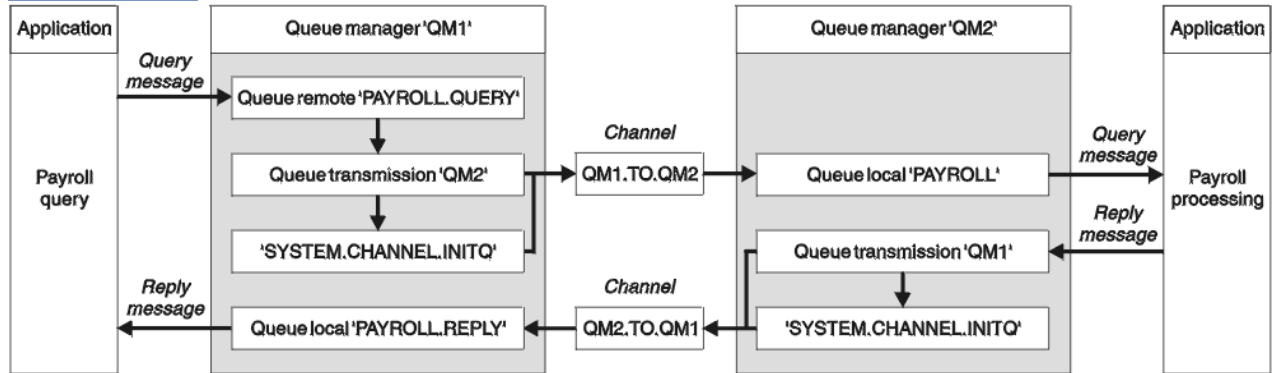 Application
Queue manager 'QM1'
Queue manager 'QM2'
Application
Query
message
Queue remote 'PAYROLL.QUERY'
Channel
Query
message
Payroll
query
Queue transmission 'QM2'
QM1.TO.QM2
Queue local 'PAYROLL'
Payroll
processing
Reply
message
'SYSTEM.CHANNEL.INITQ'
Queue transmission 'QM1'
Reply
message
Channel
Queue local 'PAYROLL.REPLY'
QM2.TO.QM1
'SYSTEM.CHANNEL.INITQ'